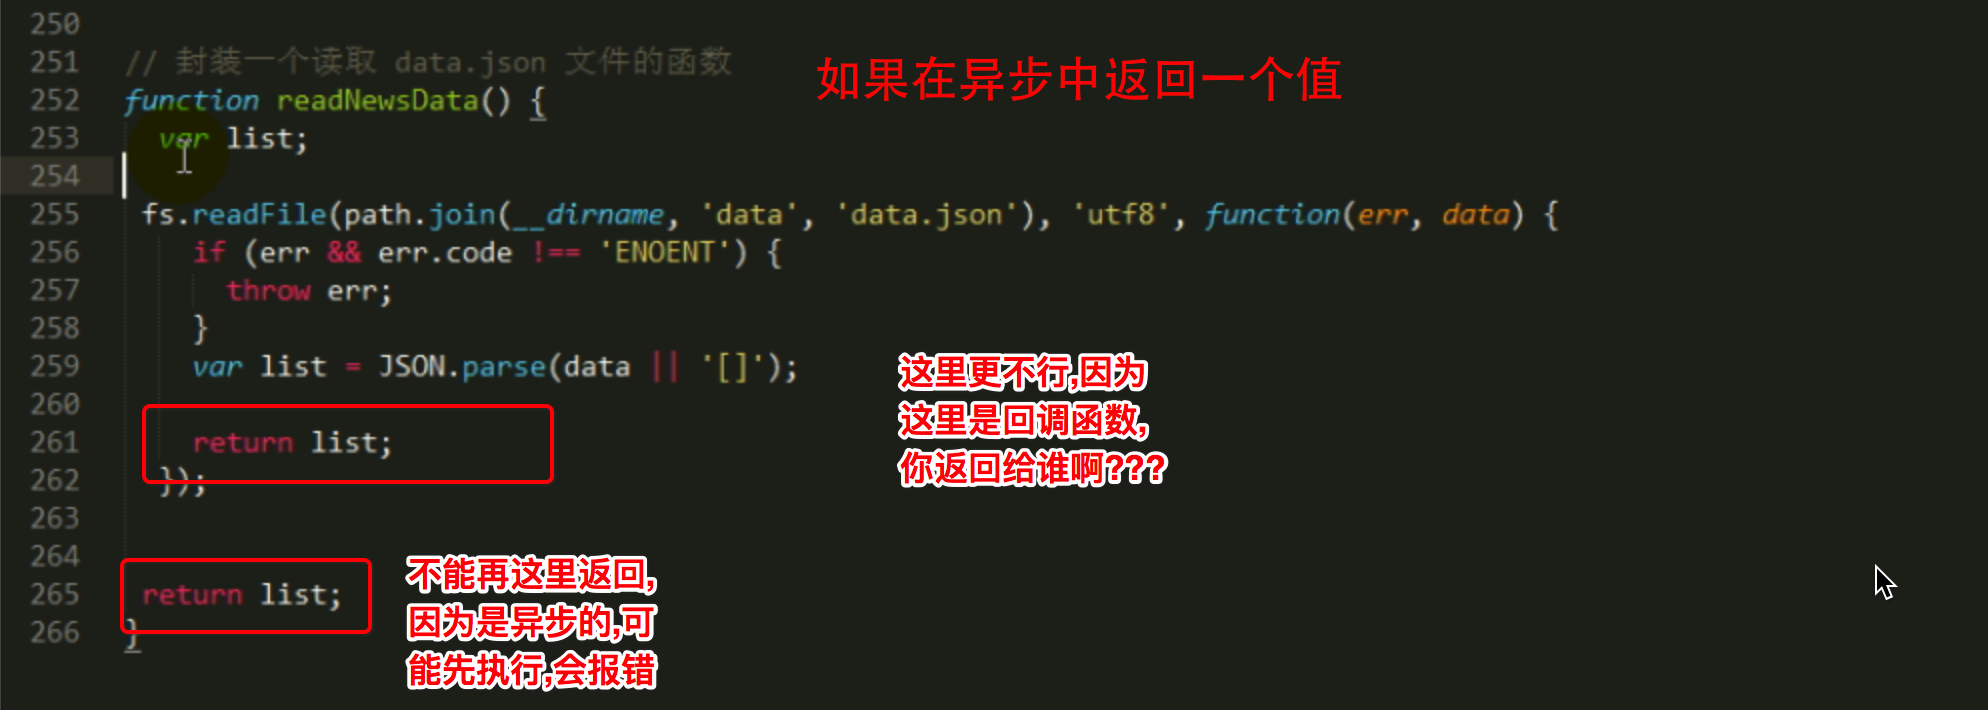 250
251 // 封装一个读取 data.json 文件的函数
如果在异步中返回一个值
252 function readNewsData() {
253 var list;
254
255 fs.readFile(path.join(__dirname, 'data', 'data.json'), 'utf8', function(err, data) {
256 if (err && err.code !== 'ENOENT') {
257 throw err;
258 }
259 var list = JSON.parse(data || '[]');
这里更不行,因为
260
这里是回调函数,
261 return list;
你返回给谁啊???
262 });
263
264
不能再这里返回,
265 return list;
因为是异步的,可
266 }
能先执行,会报错